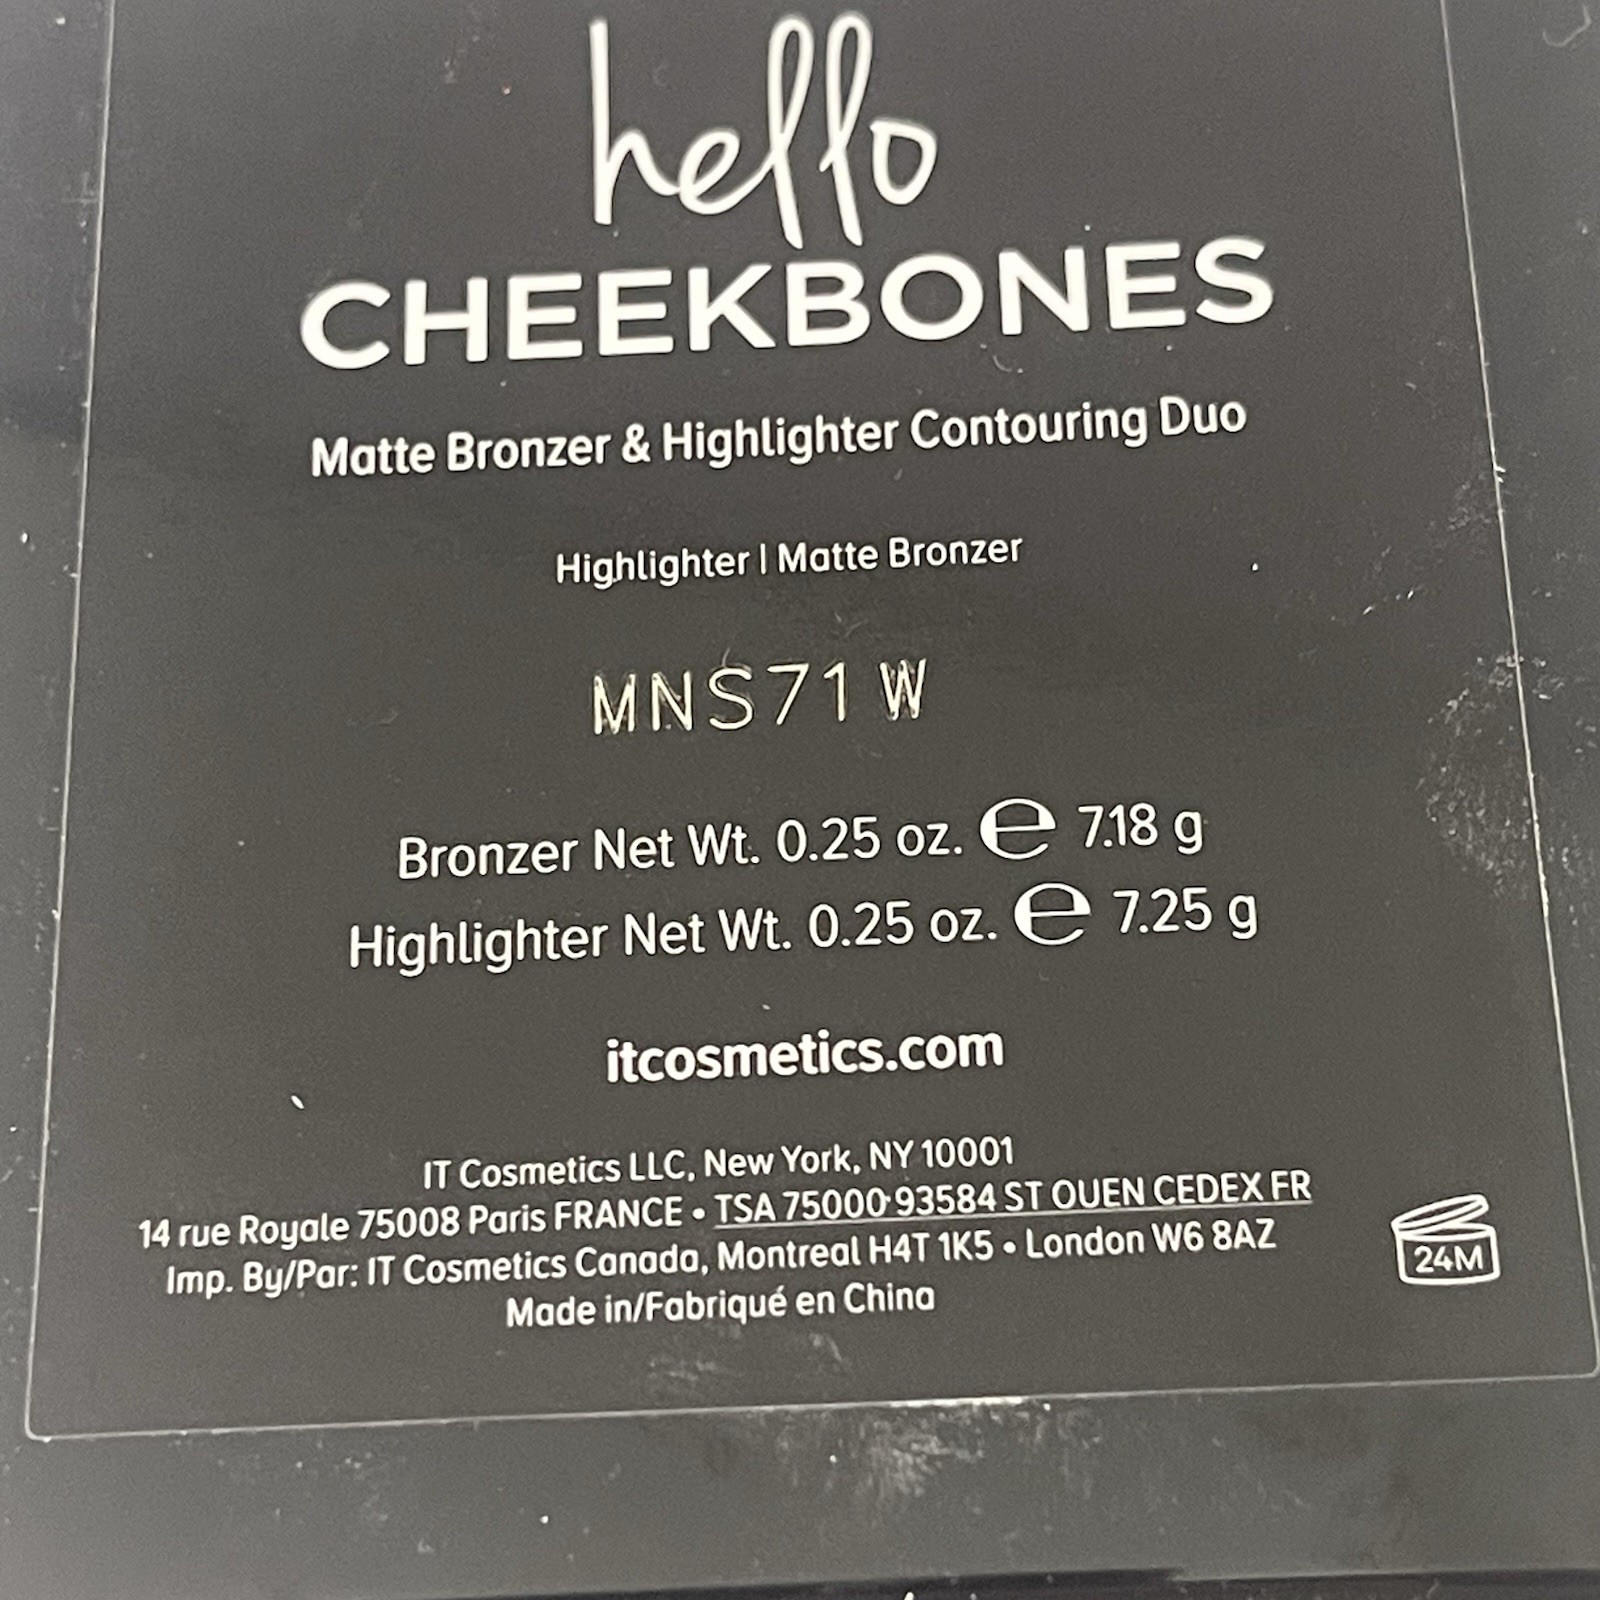 hello
CHEEKBONES
Matte Bronzer & Highlighter Contouring Duo
Highlighter | Matte Bronzer
MNS71 W
Bronzer Net Wt. 0.25 oz. ℮ 7.18 g
Highlighter Net Wt. 0.25 oz. ℮ 7.25 g
itcosmetics.com
IT Cosmetics LLC, New York, NY 10001
14 rue Royale 75008 Paris FRANCE • TSA 75000·93584 ST OUEN CEDEX FR
Imp. By/Par: IT Cosmetics Canada, Montreal H4T 1K5 • London W6 8AZ
Made in/Fabriqué en China
24M